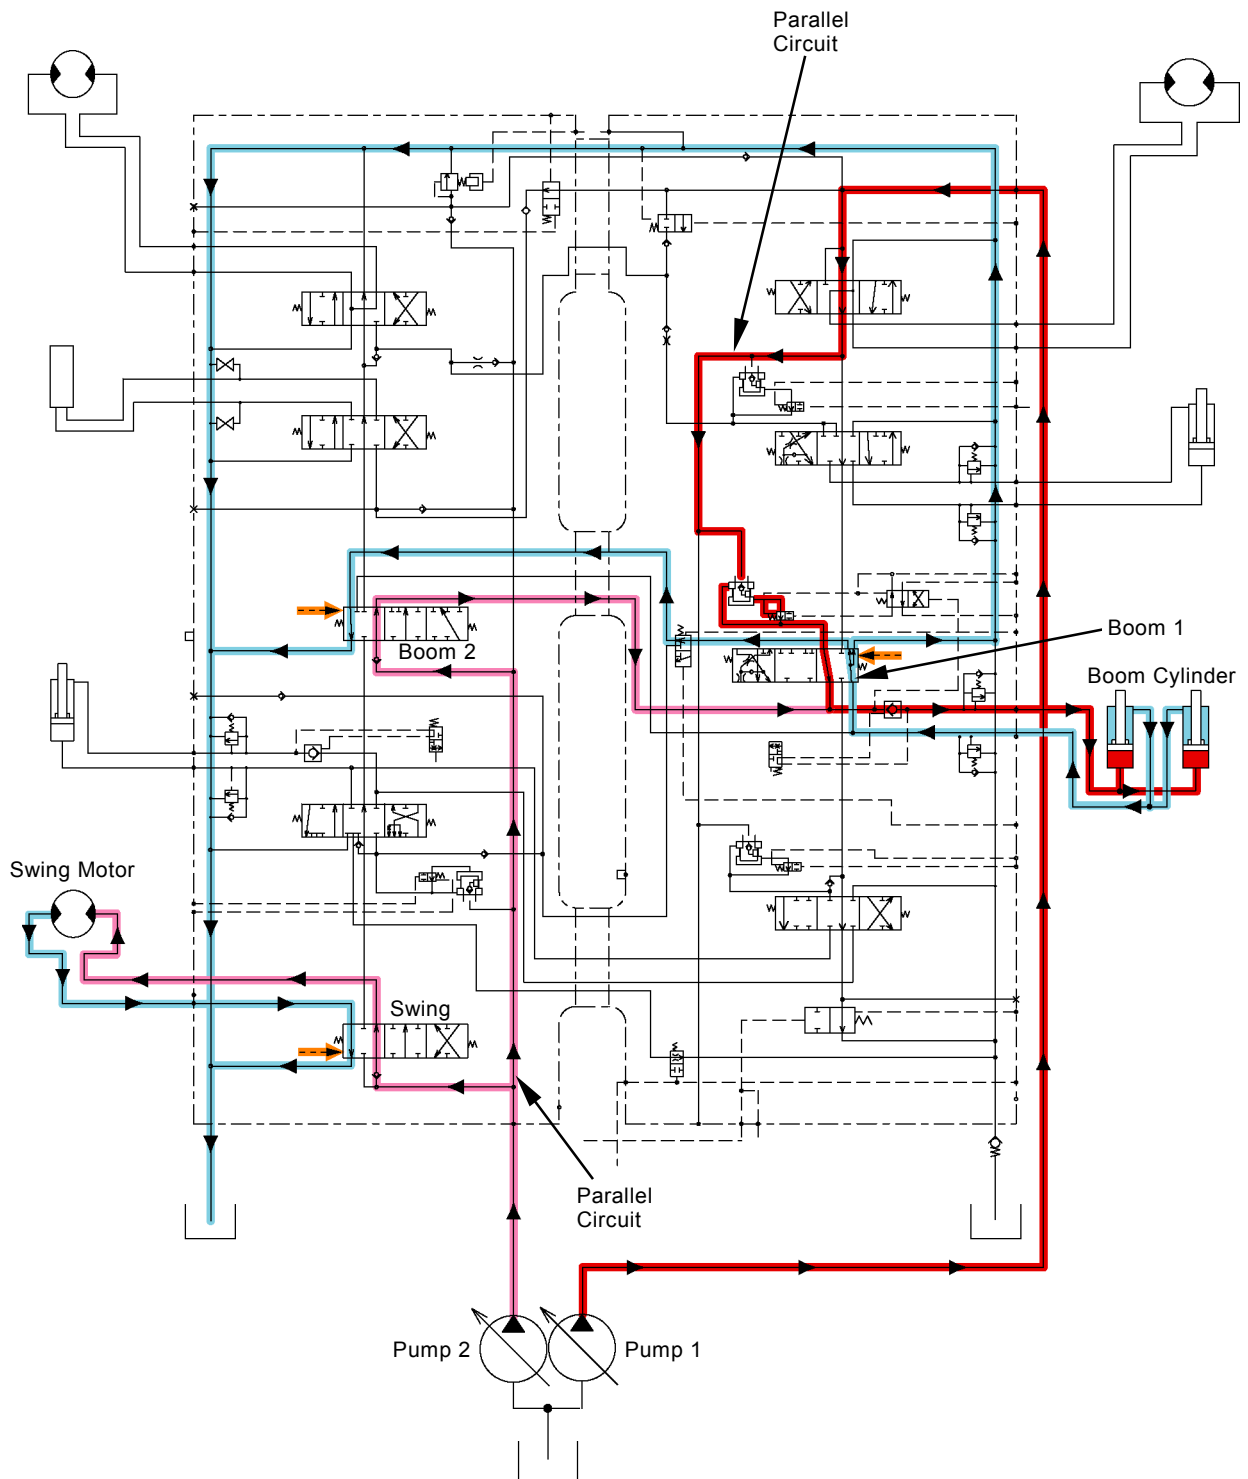 Parallel
Circuit
Boom 2
Boom 1
Boom Cylinder
Swing Motor
Swing
Parallel
Circuit
Pump 2
Pump 1